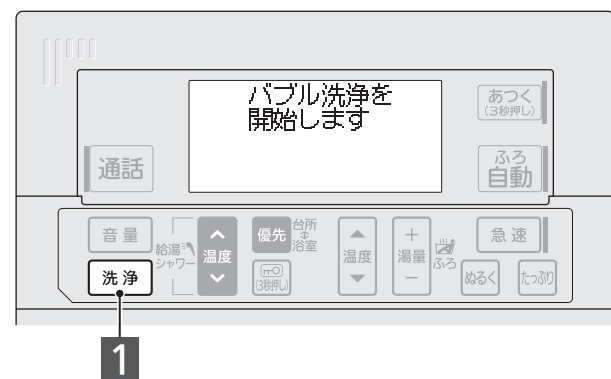 バブル洗浄を
開始します
あつく
(3秒押し)
通話
ふろ
自動
音量
給湯
シャワー
温度
優先
台所
浴室
(3秒押し)
温度
＋
湯量
－
ふろ
急速
ぬるく
たっぷり
洗浄
1